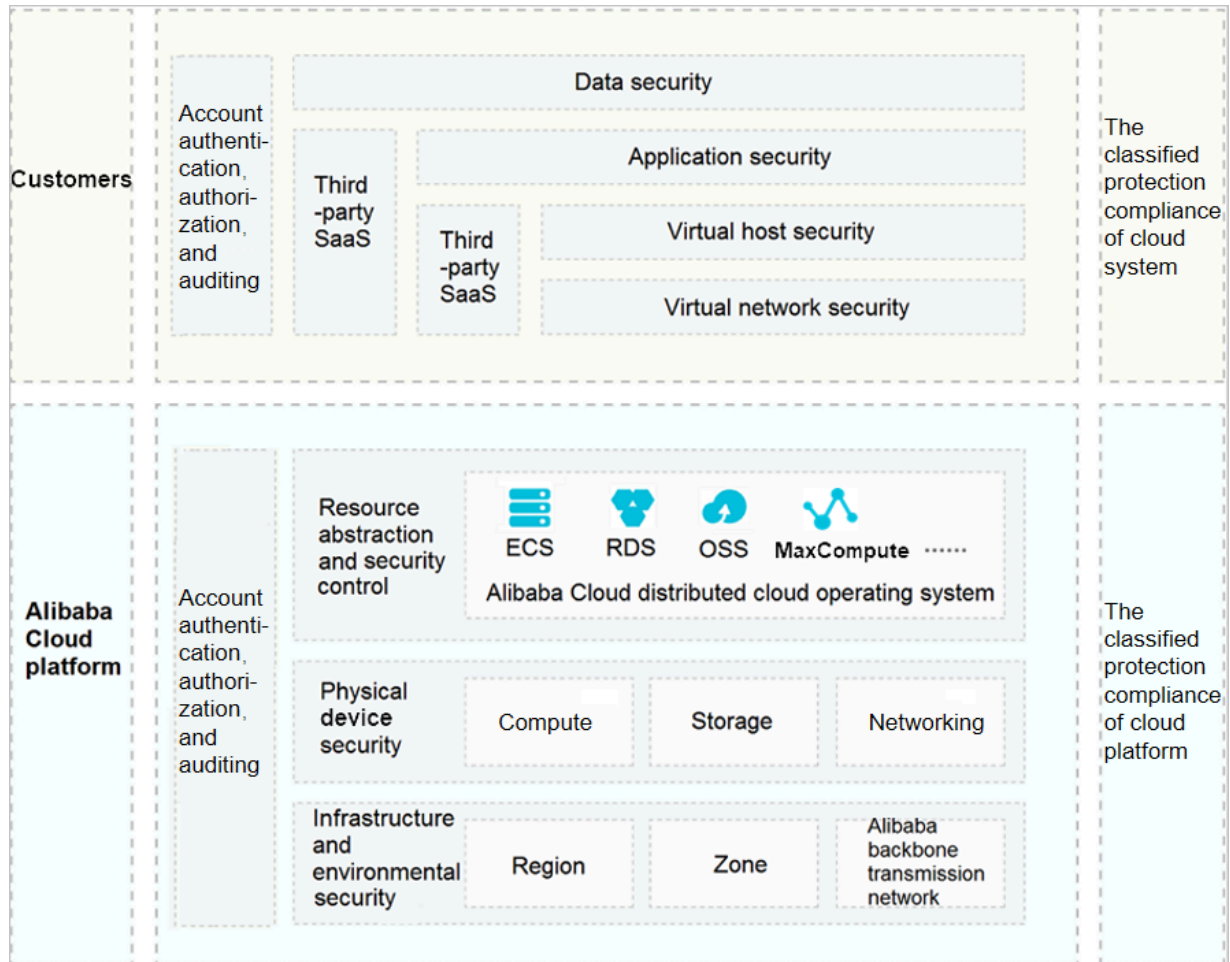 Customers
Account
authenti-
cation,
authori-
zation,
and
auditing
Data security
Third
-party
SaaS
Application security
Third
-party
SaaS
Virtual host security
Virtual network security
The
classified
protection
compliance
of cloud
system
Alibaba
Cloud
platform
Account
authenti-
cation,
authori-
zation,
and
auditing
Resource
abstraction
and security
control
ECS
RDS
OSS
MaxCompute ······
Alibaba Cloud distributed cloud operating system
Physical
device
security
Compute
Storage
Networking
Infrastructure
and
environmental
security
Region
Zone
Alibaba
backbone
transmission
network
The
classified
protection
compliance
of cloud
platform